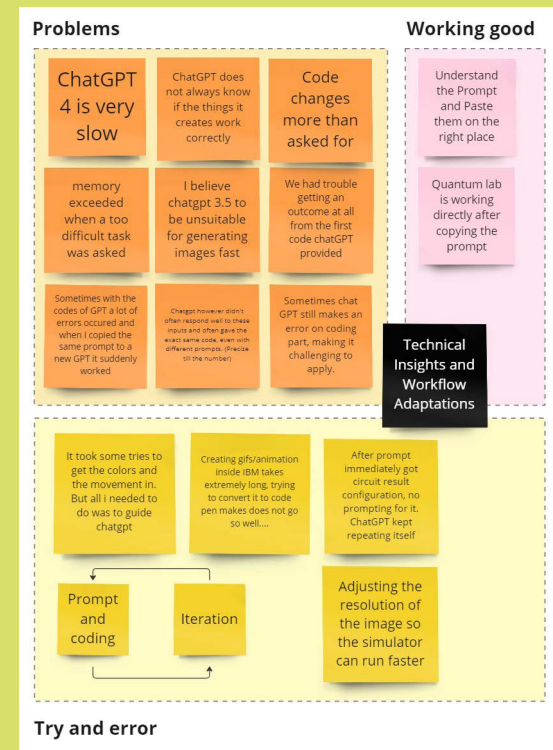 Problems
ChatGPT
4 is very
slow
ChatGPT does
not always know
if the things it
creates work
correctly
Code
changes
more than
asked for
memory
exceeded
when a too
difficult task
was asked
I believe
chatgpt 3.5 to
be unsuitable
for generating
images fast
We had trouble
getting an
outcome at all
from the first
code chatGPT
provided
Sometimes with the
codes of GPT a lot of
errors occured and
when I copied the
same prompt to a
new GPT it suddenly
worked
Chatgpt however didn't
often respond well to these
inputs and often gave the
exact same code, even with
different prompts. (Precize
till the number)
Sometimes chat
GPT still makes an
error on coding
part, making it
challenging to
apply.
Working good
Understand
the Prompt
and Paste
them on the
right place
Quantum lab
is working
directly after
copying the
prompt
Technical
Insights and
Workflow
Adaptations
It took some tries to
get the colors and
the movement in.
But all i needed to
do was to guide
chatgpt
Creating gifs/animation
inside IBM takes
extremely long, trying
to convert it to code
pen makes does not go
so well....
After prompt
immediately got
circuit result
configuration, no
prompting for it.
ChatGPT kept
repeating itself
Prompt
and
coding
Iteration
Adjusting the
resolution of
the image so
the simulator
can run faster
Try and error